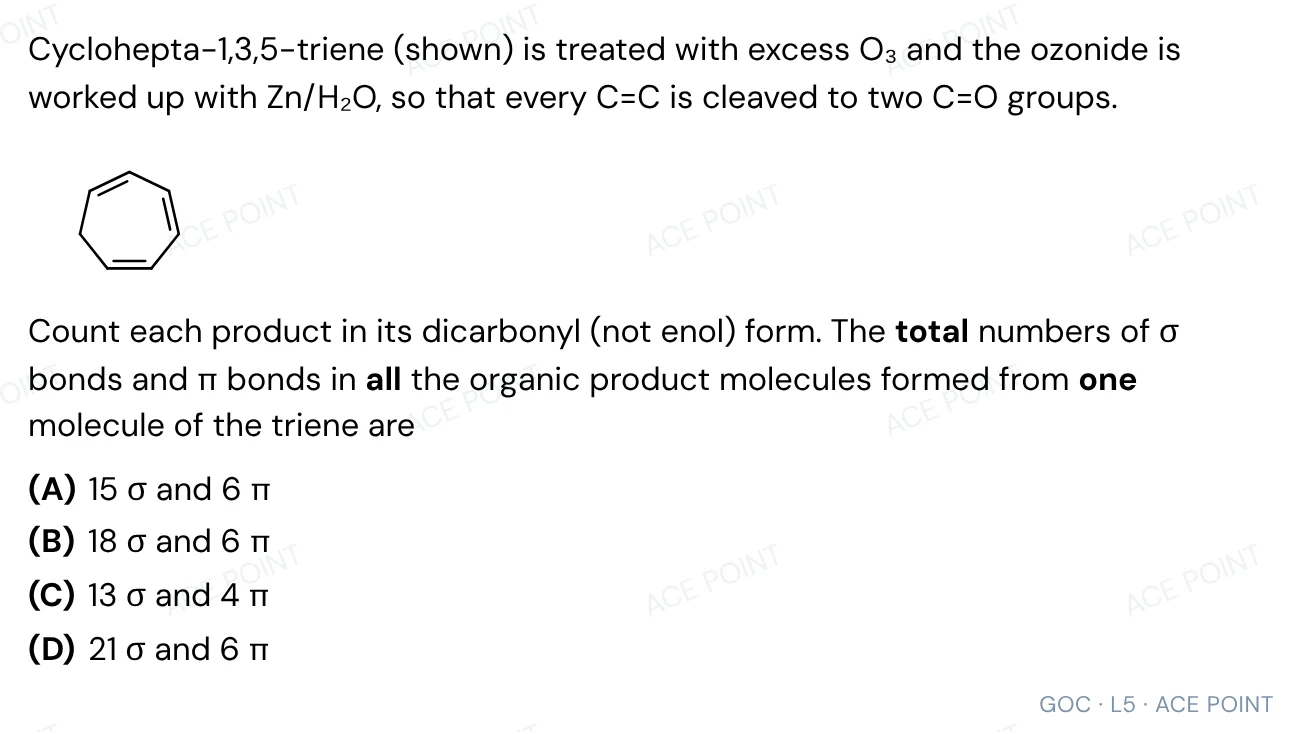 Cyclohepta-1,3,5-triene (shown) is treated with excess O₃ and the ozonide is
worked up with Zn/H₂O, so that every C=C is cleaved to two C=O groups.
Count each product in its dicarbonyl (not enol) form. The total numbers of σ
bonds and π bonds in all the organic product molecules formed from one
molecule of the triene are
(A) 15 σ and 6 π
(B) 18 σ and 6 π
(C) 13 σ and 4 π
(D) 21 σ and 6 π
GOC · L5 · ACE POINT